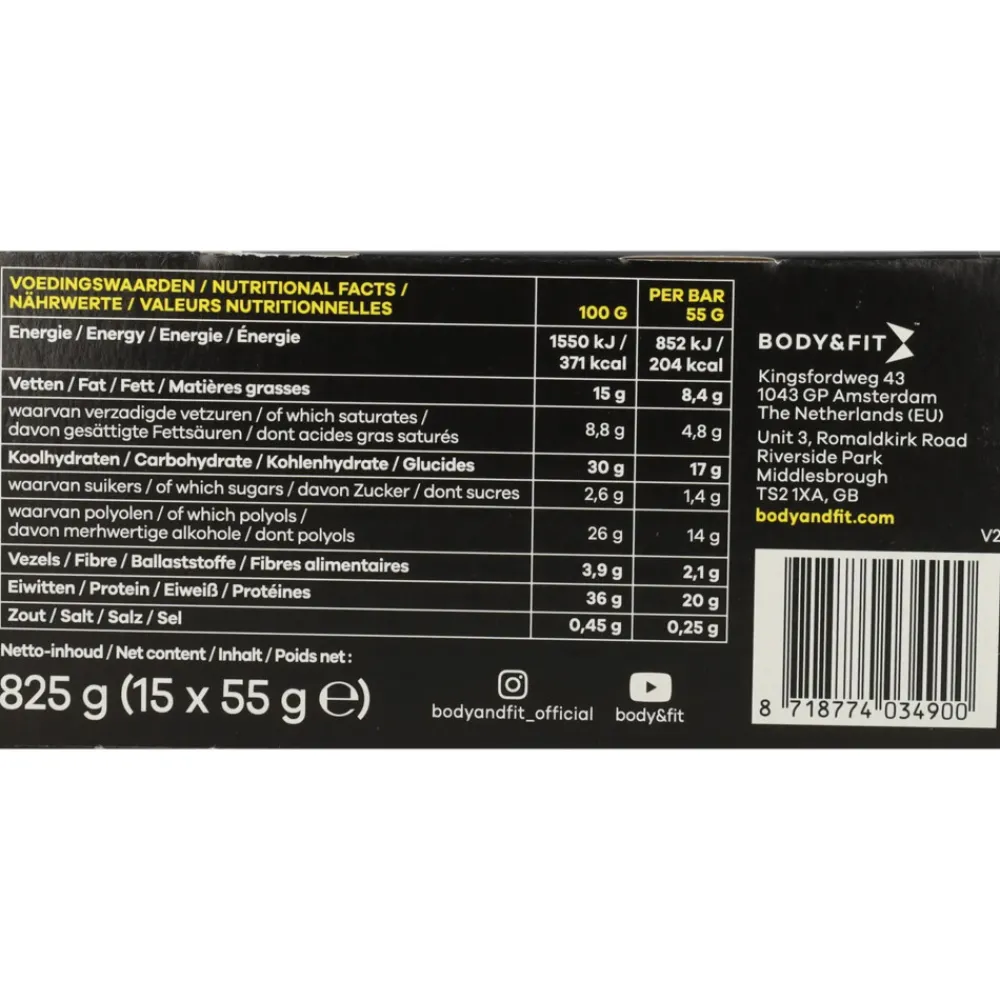 VOEDINGSWAARDEN / NUTRITIONAL FACTS /
NÄHRWERTE / VALEURS NUTRITIONNELLES
100 G
PER BAR
55 G
Energie / Energy / Energie / Énergie
1550 kJ /
371 kcal
852 kJ /
204 kcal
Vetten / Fat / Fett / Matières grasses
15 g
8,4 g
waarvan verzadigde vetzuren / of which saturates /
davon gesättigte Fettsäuren / dont acides gras saturés
8,8 g
4,8 g
Koolhydraten / Carbohydrate / Kohlenhydrate / Glucides
30 g
17 g
waarvan suikers / of which sugars / davon Zucker / dont sucres
2,6 g
1,4 g
waarvan polyolen / of which polyols /
davon merhwertige alkohole / dont polyols
26 g
14 g
Vezels / Fibre / Ballaststoffe / Fibres alimentaires
3,9 g
2,1 g
Eiwitten / Protein / Eiweiß / Protéines
36 g
20 g
Zout / Salt / Salz / Sel
0,45 g
0,25 g
Netto-inhoud / Net content / Inhalt / Poids net :
825 g (15 x 55 g ℮)
bodyandfit_official
body&fit
BODY&FIT™
Kingsfordweg 43
1043 GP Amsterdam
The Netherlands (EU)
Unit 3, Romaldkirk Road
Riverside Park
Middlesbrough
TS2 1XA, GB
bodyandfit.com
V2
8 718774 034900